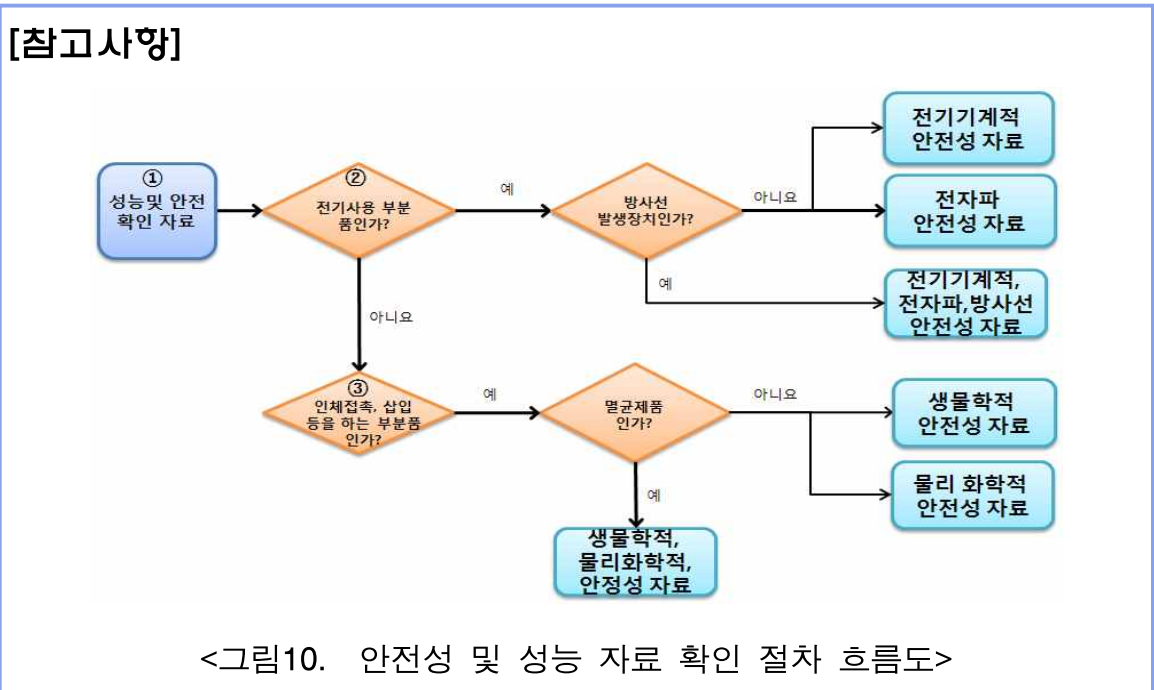 [참고사항]
①
성능및 안전
확인 자료
②
전기사용 부분
품인가?
예
방사선
발생장치인가?
아니요
전기기계적
안전성 자료
전자파
안전성 자료
예
전기기계적,
전자파,방사선
안전성 자료
아니요
③
인체접촉, 삽입
등을 하는 부분품
인가?
예
멸균제품
인가?
아니요
생물학적
안전성 자료
물리 화학적
안전성 자료
예
생물학적,
물리화학적,
안정성 자료
<그림10. 안전성 및 성능 자료 확인 절차 흐름도>